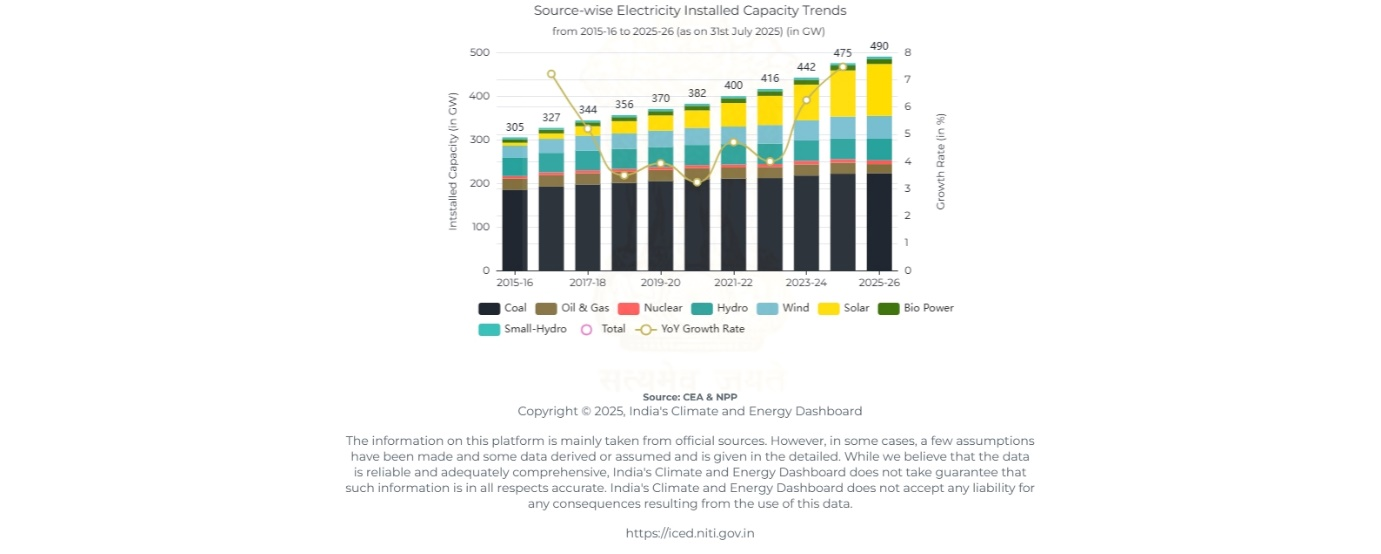 Source-wise Electricity Installed Capacity Trends
from 2015-16 to 2025-26 (as on 31st July 2025) (in GW)
500
400
300
200
100
0
Intstalled Capacity (in GW)
305
327
344
356
370
382
400
416
442
475
490
8
7
6
5
4
3
2
1
0
Growth Rate (in %)
2015-16 2017-18 2019-20 2021-22 2023-24 2025-26
Coal Oil & Gas Nuclear Hydro Wind Solar Bio Power
Small-Hydro Total YoY Growth Rate
सत्यमेव जयते
Source: CEA & NPP
Copyright © 2025, India's Climate and Energy Dashboard
The information on this platform is mainly taken from official sources. However, in some cases, a few assumptions
have been made and some data derived or assumed and is given in the detailed. While we believe that the data
is reliable and adequately comprehensive, India's Climate and Energy Dashboard does not take guarantee that
such information is in all respects accurate. India's Climate and Energy Dashboard does not accept any liability for
any consequences resulting from the use of this data.
https://iced.niti.gov.in